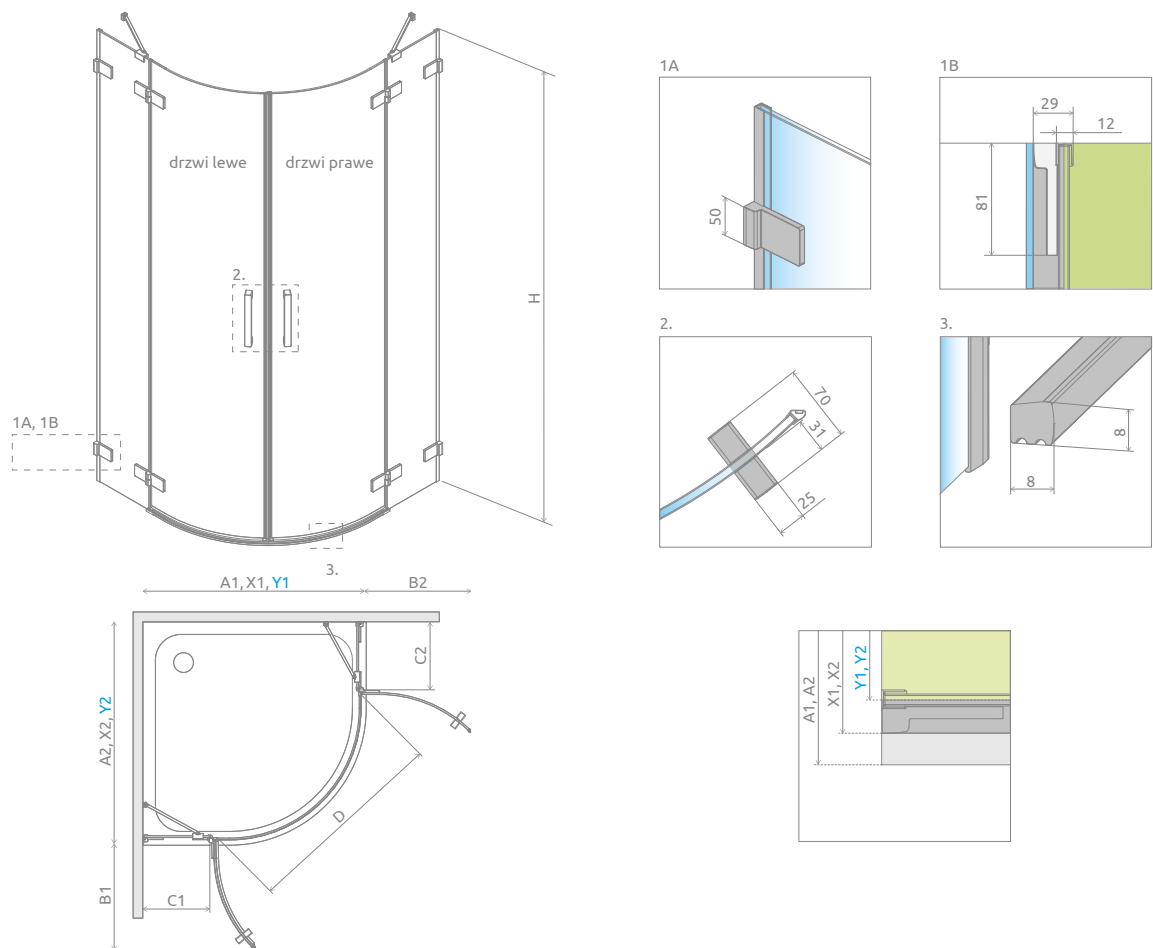 drzwi lewe
drzwi prawe
H
2.
1A, 1B
3.
1A
50
1B
29
12
81
2.
70
31
25
3.
8
8
A1, X1, Y1
B2
C2
A2, X2, Y2
D
B1
C1
A1, A2
X1, X2
Y1, Y2